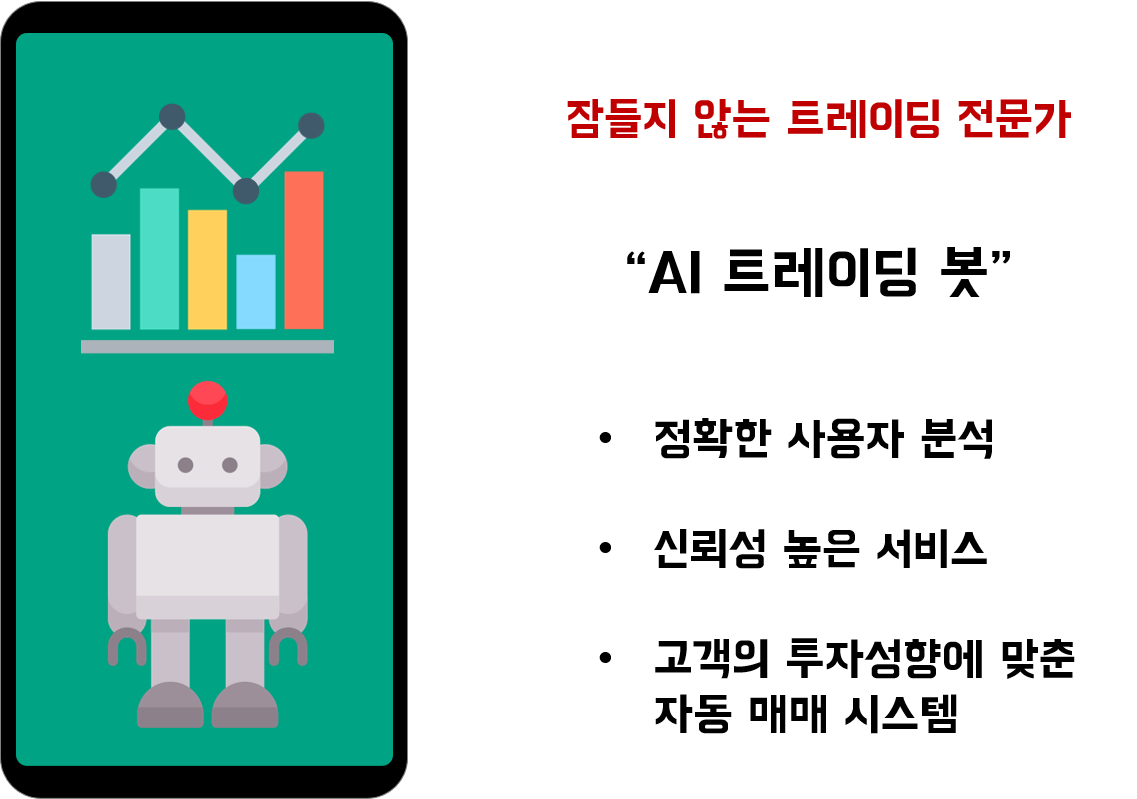 잠들지 않는 트레이딩 전문가
“AI 트레이딩 봇”
• 정확한 사용자 분석
• 신뢰성 높은 서비스
• 고객의 투자성향에 맞춘
자동 매매 시스템